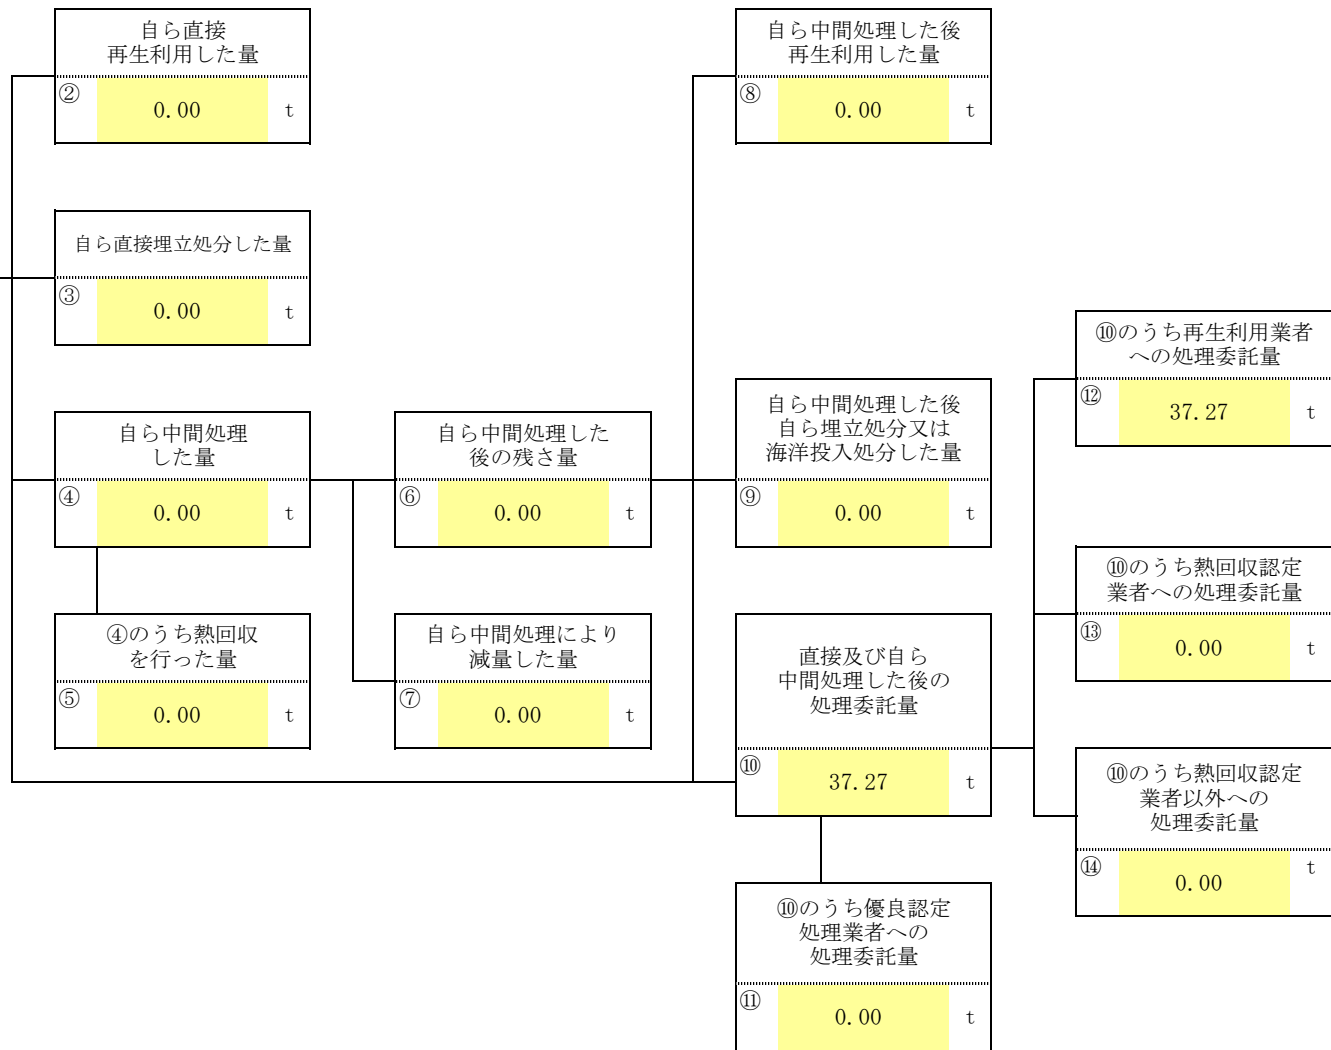 自ら直接
再生利用した量
②
0.00
t
自ら中間処理した後
再生利用した量
⑧
0.00
t
自ら直接埋立処分した量
③
0.00
t
⑩のうち再生利用業者
への処理委託量
⑫
37.27
t
自ら中間処理
した量
④
0.00
t
自ら中間処理した
後の残さ量
⑥
0.00
t
自ら中間処理した後
自ら埋立処分又は
海洋投入処分した量
⑨
0.00
t
⑩のうち熱回収認定
業者への処理委託量
⑬
0.00
t
④のうち熱回収
を行った量
⑤
0.00
t
自ら中間処理により
減量した量
⑦
0.00
t
直接及び自ら
中間処理した後の
処理委託量
⑩
37.27
t
⑩のうち熱回収認定
業者以外への
処理委託量
⑭
0.00
t
⑩のうち優良認定
処理業者への
処理委託量
⑪
0.00
t